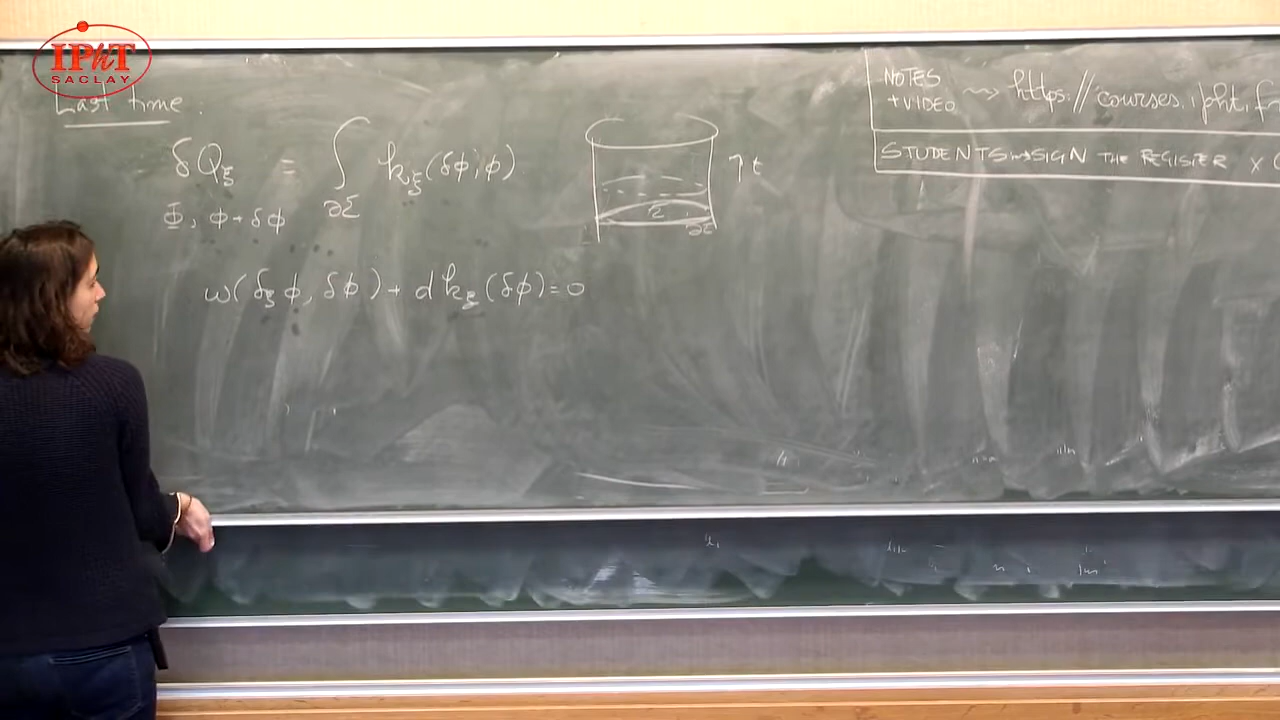 IPhT
SACLAY
Last time:
δQ_ξ = ∫_∂Σ k_ξ(δϕ; ϕ)
Φ, ϕ+δϕ
Σ
∂Σ
↑t
ω(δ_ξ ϕ, δϕ) + d k_ξ(δϕ) = 0
NOTES
+ VIDEO ⇝ https://courses.ipht.fr
STUDENTS → SIGN THE REGISTER